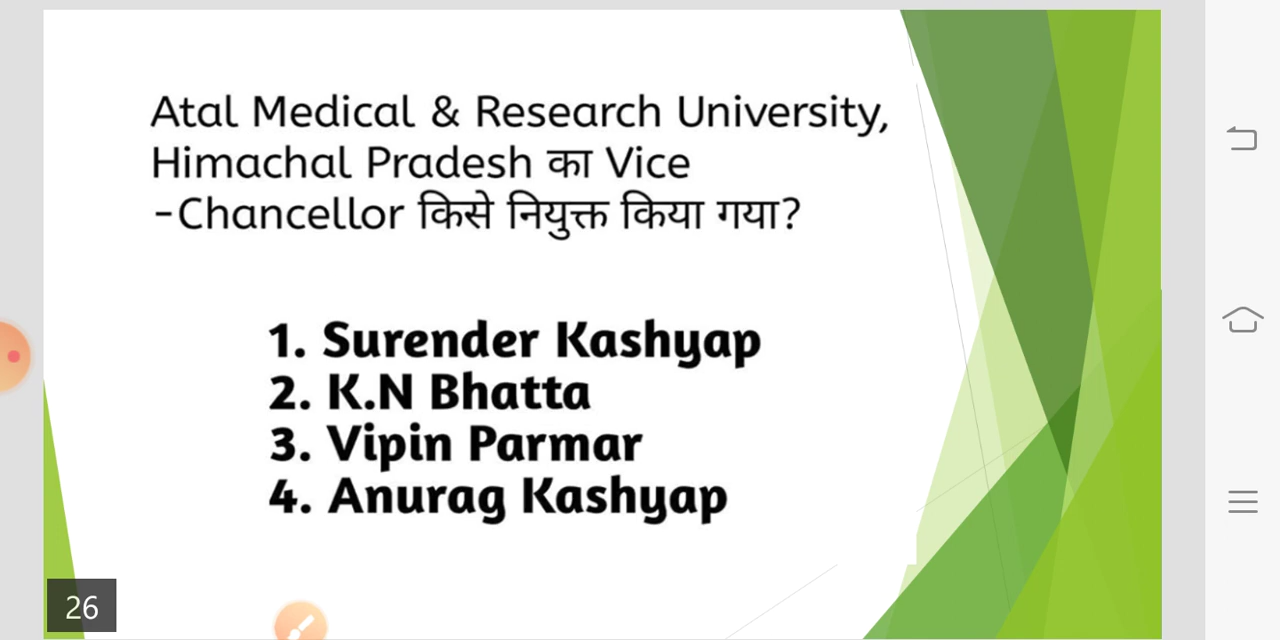 Atal Medical & Research University,
Himachal Pradesh का Vice
-Chancellor किसे नियुक्त किया गया?
1. Surender Kashyap
2. K.N Bhatta
3. Vipin Parmar
4. Anurag Kashyap
26